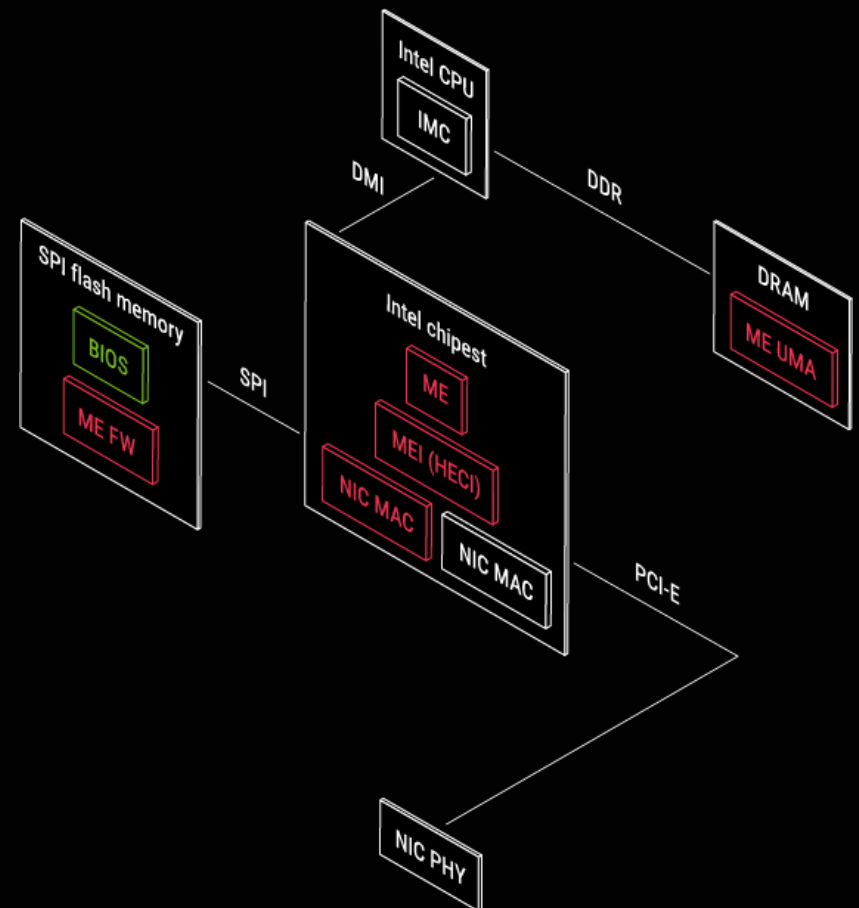 Intel CPU
IMC
DMI
DDR
SPI flash memory
BIOS
ME FW
SPI
Intel chipest
ME
MEI (HECI)
NIC MAC
NIC MAC
DRAM
ME UMA
PCI-E
NIC PHY